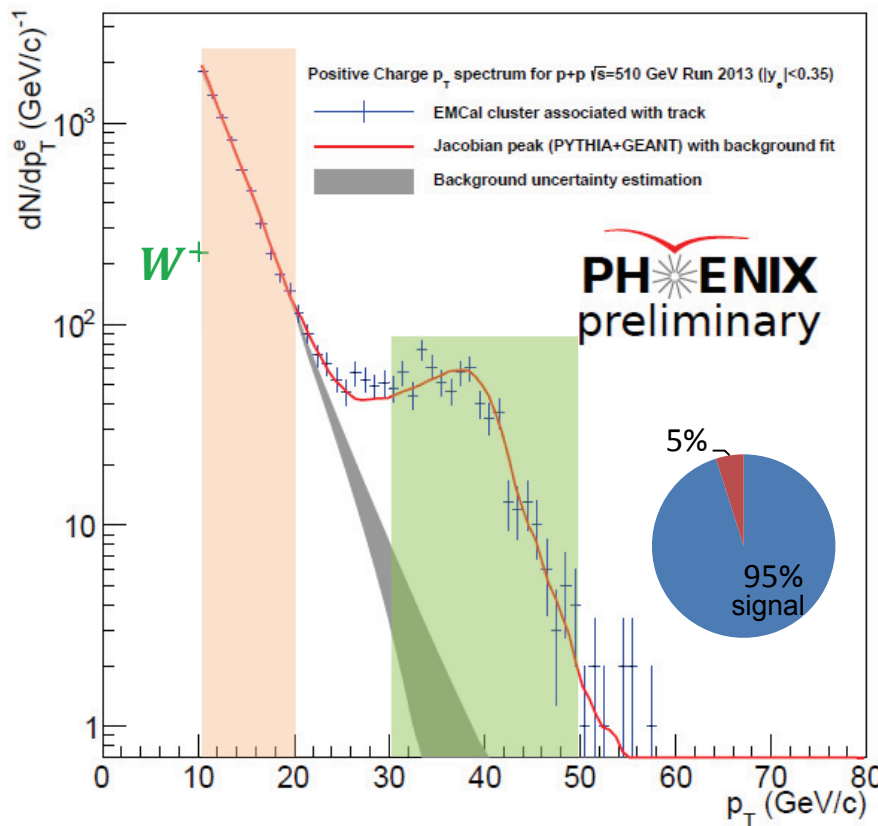 dN/dp_T^e (GeV/c)^-1
Positive Charge p_T spectrum for p+p √s=510 GeV Run 2013 (|y_e|<0.35)
EMCal cluster associated with track
Jacobian peak (PYTHIA+GEANT) with background fit
Background uncertainty estimation
10^3
W^+
PHENIX
preliminary
10^2
5%
10
95%
signal
1
0 10 20 30 40 50 60 70 80
p_T (GeV/c)